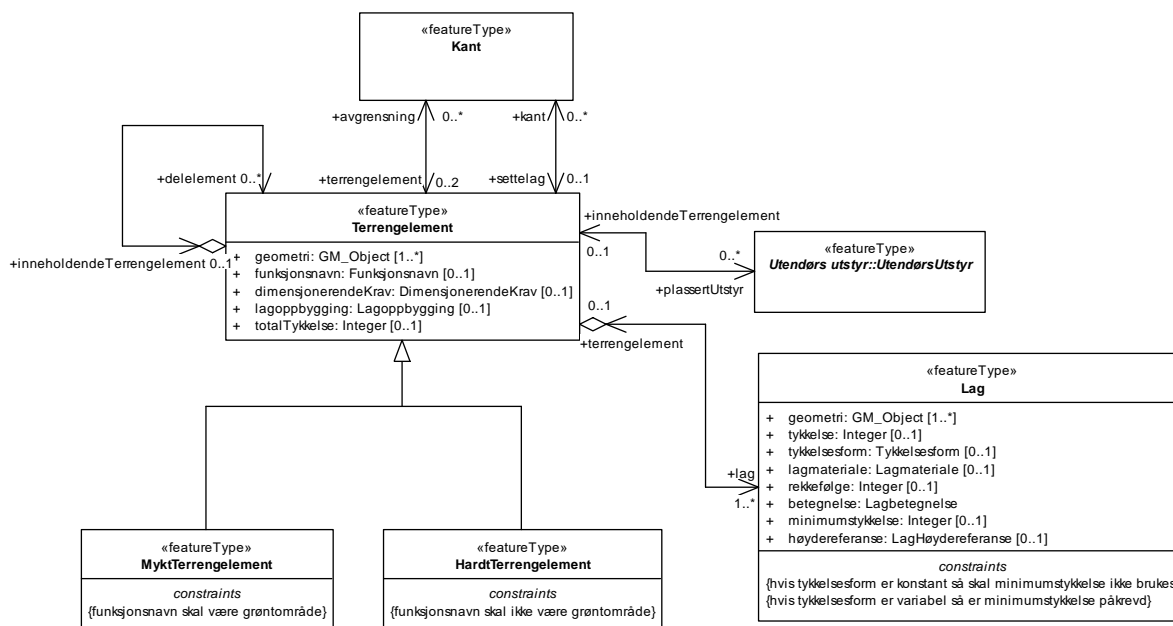 «featureType»
Kant
+avgrensning
0..*
+kant
0..*
+delelement 0..*
+terrengelement
0..2
+settelag
0..1
«featureType»
Terrengelement
+ geometri: GM_Object [1..*]
+ funksjonsnavn: Funksjonsnavn [0..1]
+ dimensjonerendeKrav: DimensjonerendeKrav [0..1]
+ lagoppbygging: Lagoppbygging [0..1]
+ totalTykkelse: Integer [0..1]
+inneholdendeTerrengelement 0..1
+inneholdendeTerrengelement
0..1
0..*
+plassertUtstyr
«featureType»
Utendørs utstyr::UtendørsUtstyr
0..1
+terrengelement
+lag
1..*
«featureType»
Lag
+ geometri: GM_Object [1..*]
+ tykkelse: Integer [0..1]
+ tykkelsesform: Tykkelsesform [0..1]
+ lagmateriale: Lagmateriale [0..1]
+ rekkefølge: Integer [0..1]
+ betegnelse: Lagbetegnelse
+ minimumstykkelse: Integer [0..1]
+ høydereferanse: LagHøydereferanse [0..1]
constraints
{hvis tykkelsesform er konstant så skal minimumstykkelse ikke brukes
{hvis tykkelsesform er variabel så er minimumstykkelse påkrevd}
«featureType»
MyktTerrengelement
constraints
{funksjonsnavn skal være grøntområde}
«featureType»
HardtTerrengelement
constraints
{funksjonsnavn skal ikke være grøntområde}